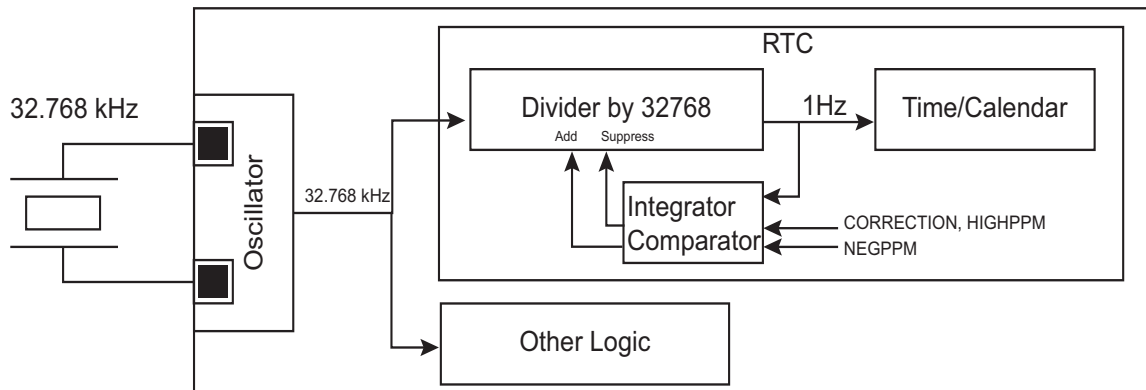 RTC
32.768 kHz
Divider by 32768
1Hz
Time/Calendar
Add
Suppress
Oscillator
32.768 kHz
Integrator
Comparator
CORRECTION, HIGHPPM
NEGPPM
Other Logic